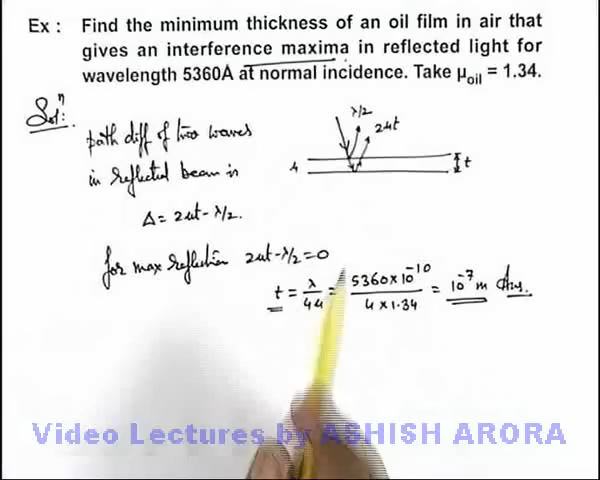 Ex : Find the minimum thickness of an oil film in air that
gives an interference maxima in reflected light for
wavelength 5360Å at normal incidence. Take μoil = 1.34.
Solⁿ:
path diff of two waves
in reflected beam is
Δ = 2μt - λ/2.
λ/2
2μt
μ
t
for max reflection 2μt - λ/2 = 0
t = λ/4μ = 5360×10⁻¹⁰/4×1.34 = 10⁻⁷ m Ans.
Video Lectures by ASHISH ARORA